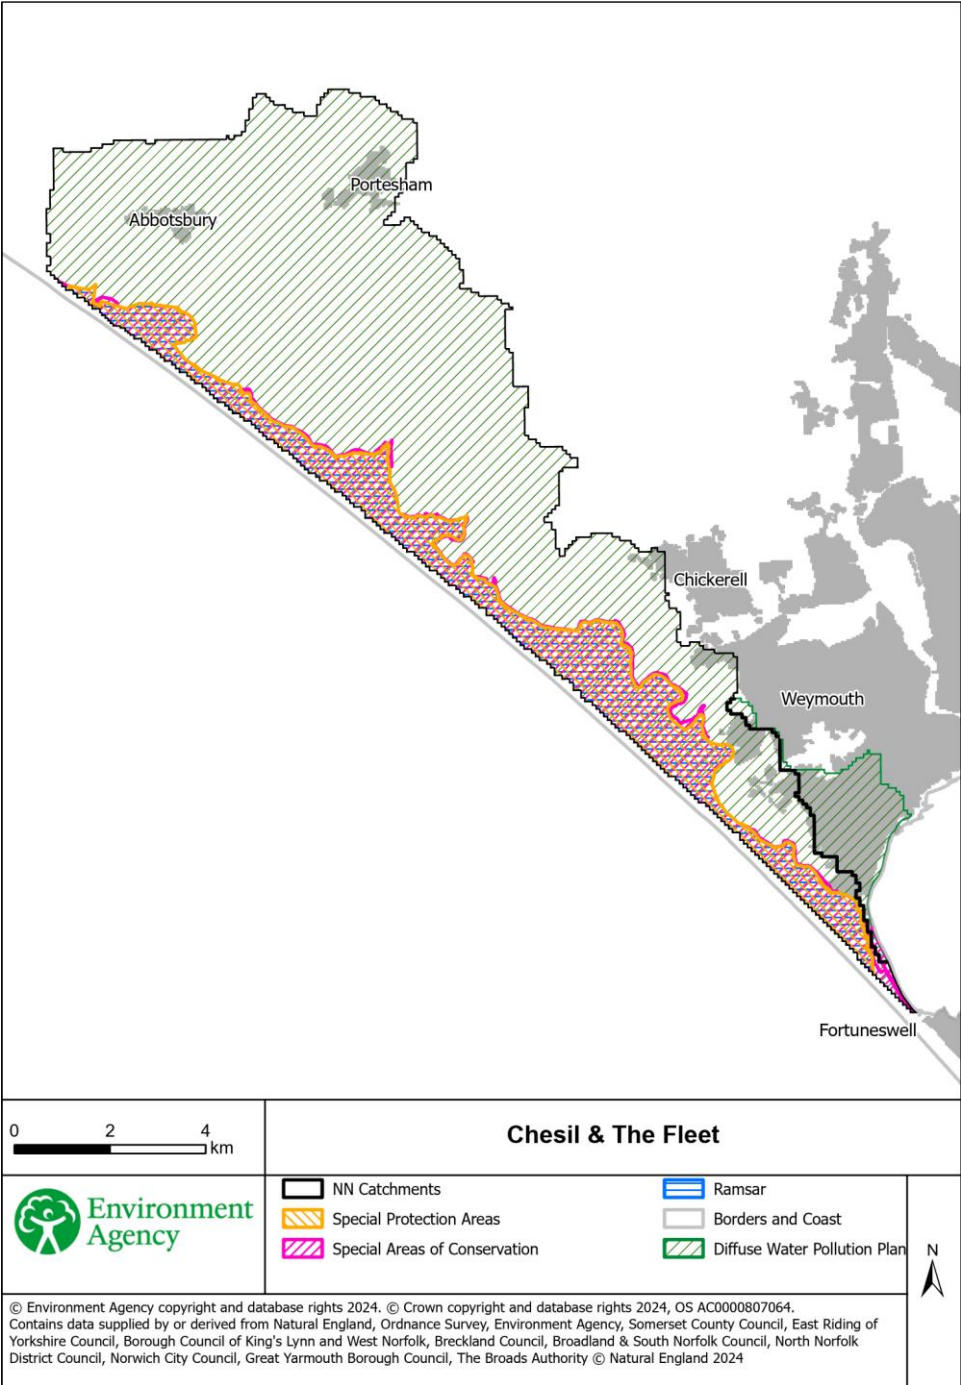 Portesham
Abbotsbury
Chickerell
Weymouth
Fortuneswell
0 2 4
km
Chesil & The Fleet
Environment
Agency
NN Catchments
Special Protection Areas
Special Areas of Conservation
Ramsar
Borders and Coast
Diffuse Water Pollution Plan
N
© Environment Agency copyright and database rights 2024. © Crown copyright and database rights 2024, OS AC0000807064.
Contains data supplied by or derived from Natural England, Ordnance Survey, Environment Agency, Somerset County Council, East Riding of
Yorkshire Council, Borough Council of King's Lynn and West Norfolk, Breckland Council, Broadland & South Norfolk Council, North Norfolk
District Council, Norwich City Council, Great Yarmouth Borough Council, The Broads Authority © Natural England 2024